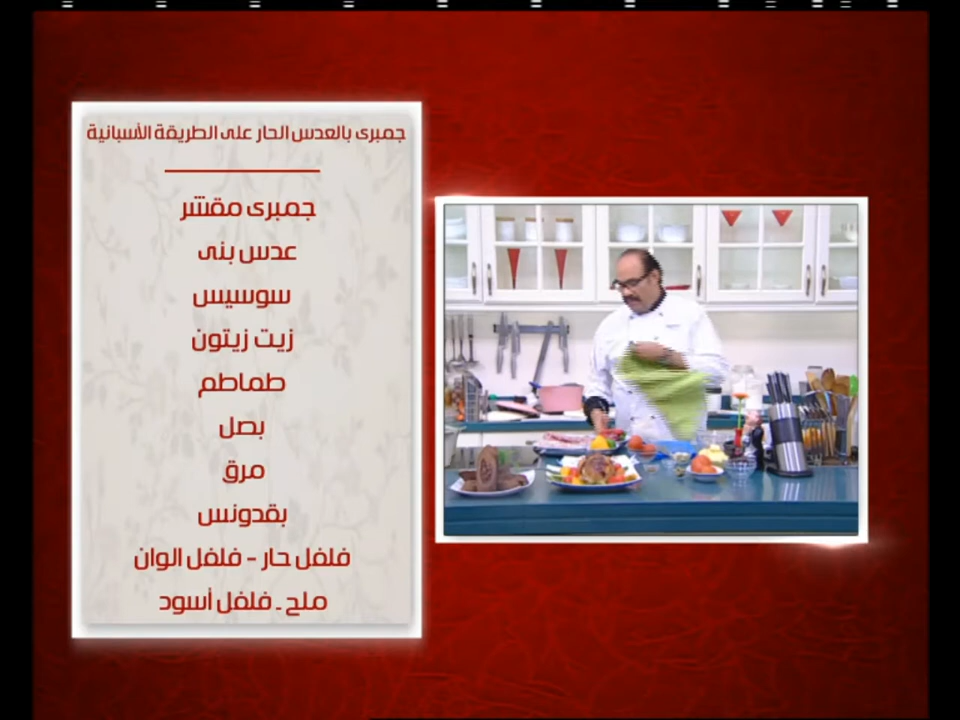 جمبرى بالعدس الحار على الطريقة الأسبانية
جمبرى مقشر
عدس بنى
سوسيس
زيت زيتون
طماطم
بصل
مرق
بقدونس
فلفل حار - فلفل الوان
ملح - فلفل أسود